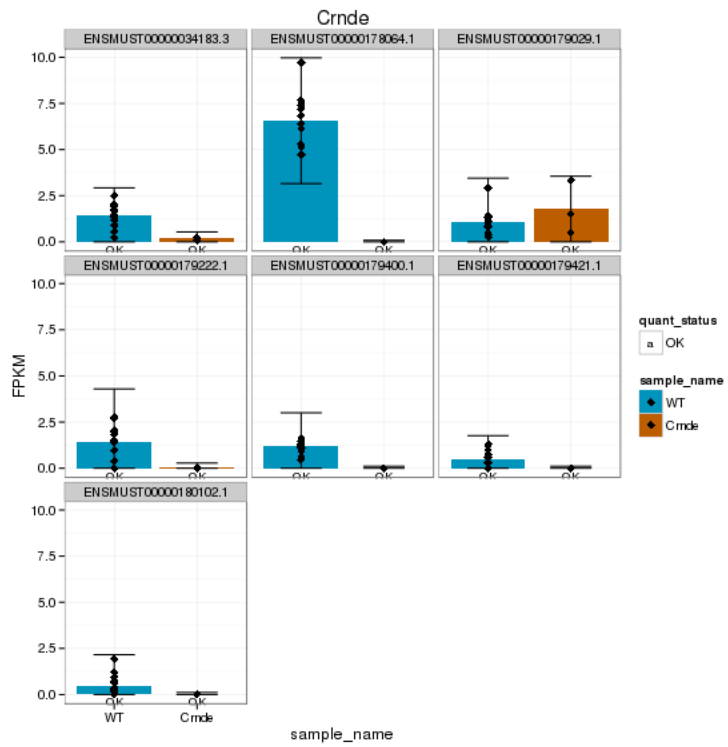 Crnde
ENSMUST00000034183.3 ENSMUST00000178064.1 ENSMUST00000179029.1
10.0
7.5
5.0
2.5
0.0
OK OK OK OK OK OK
ENSMUST00000179222.1 ENSMUST00000179400.1 ENSMUST00000179421.1
10.0
7.5
5.0
2.5
0.0
OK OK OK OK OK OK
ENSMUST00000180102.1
10.0
7.5
5.0
2.5
0.0
OK OK
WT Crnde
sample_name
FPKM
quant_status
a OK
sample_name
WT
Crnde